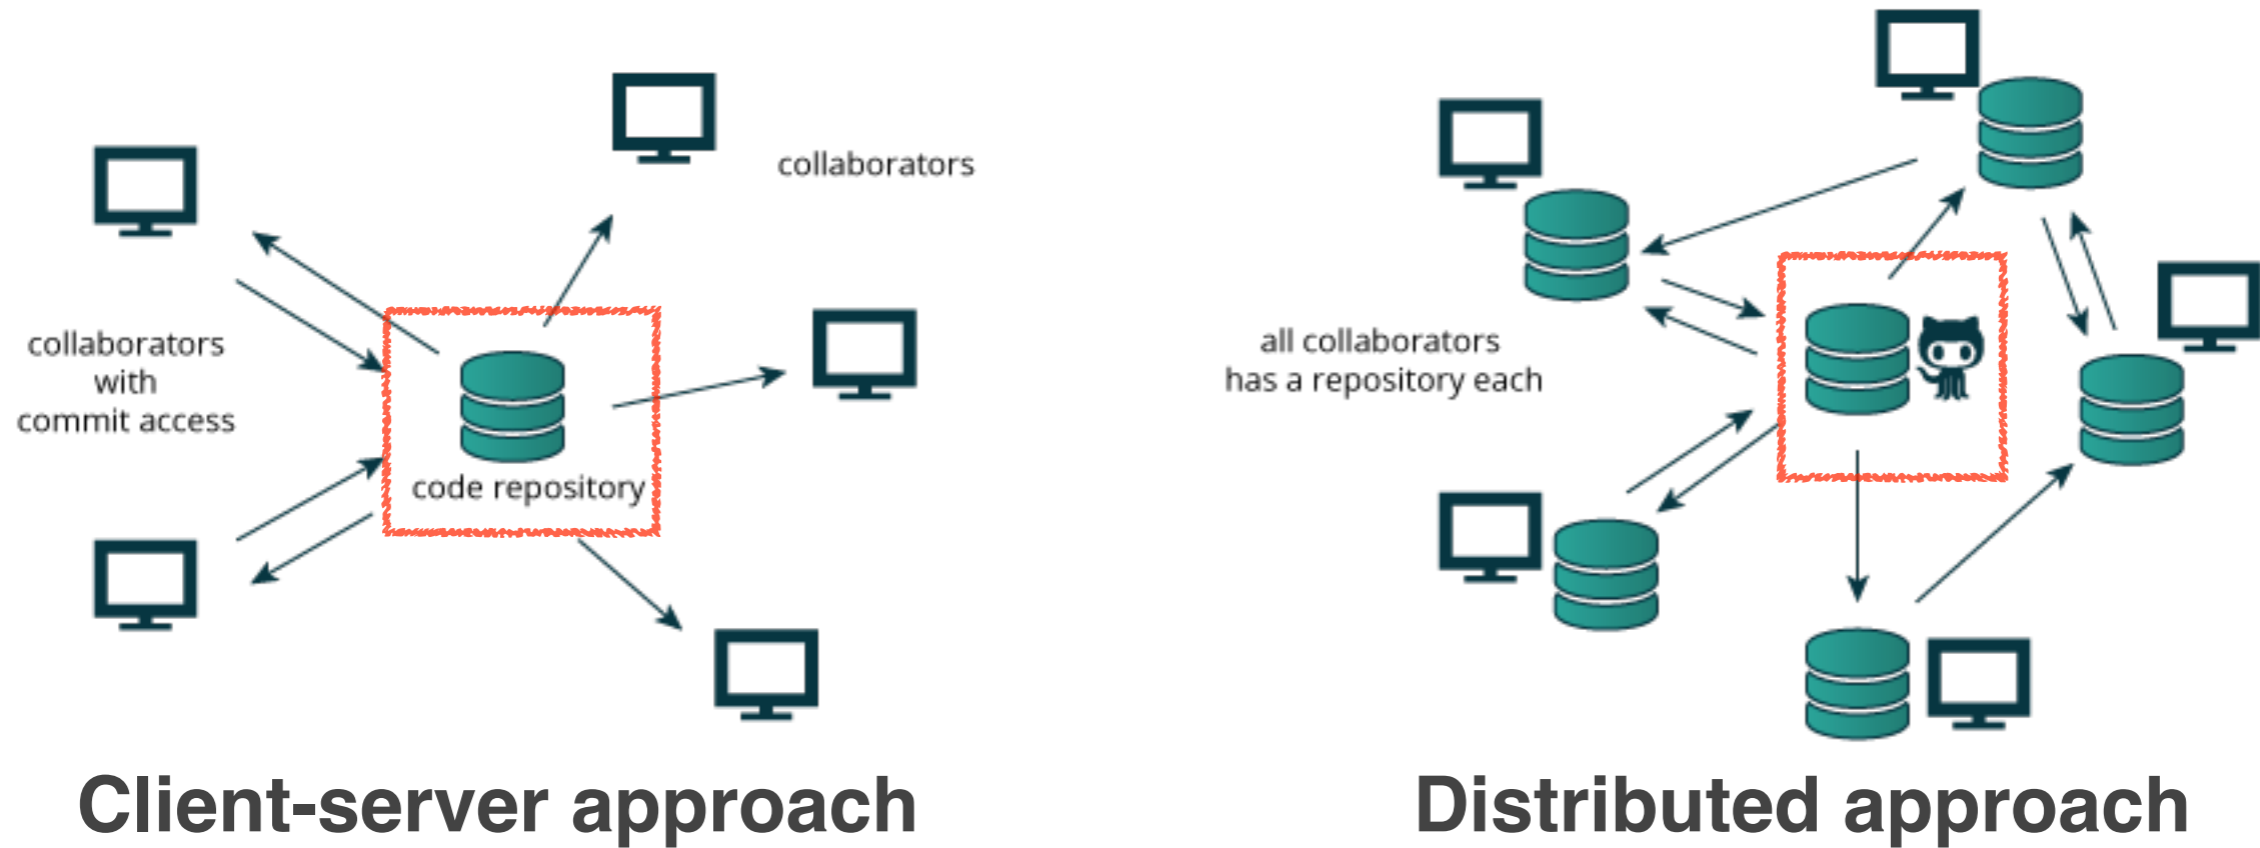 collaborators
collaborators
with
commit access
code repository
Client-server approach
all collaborators
has a repository each
Distributed approach